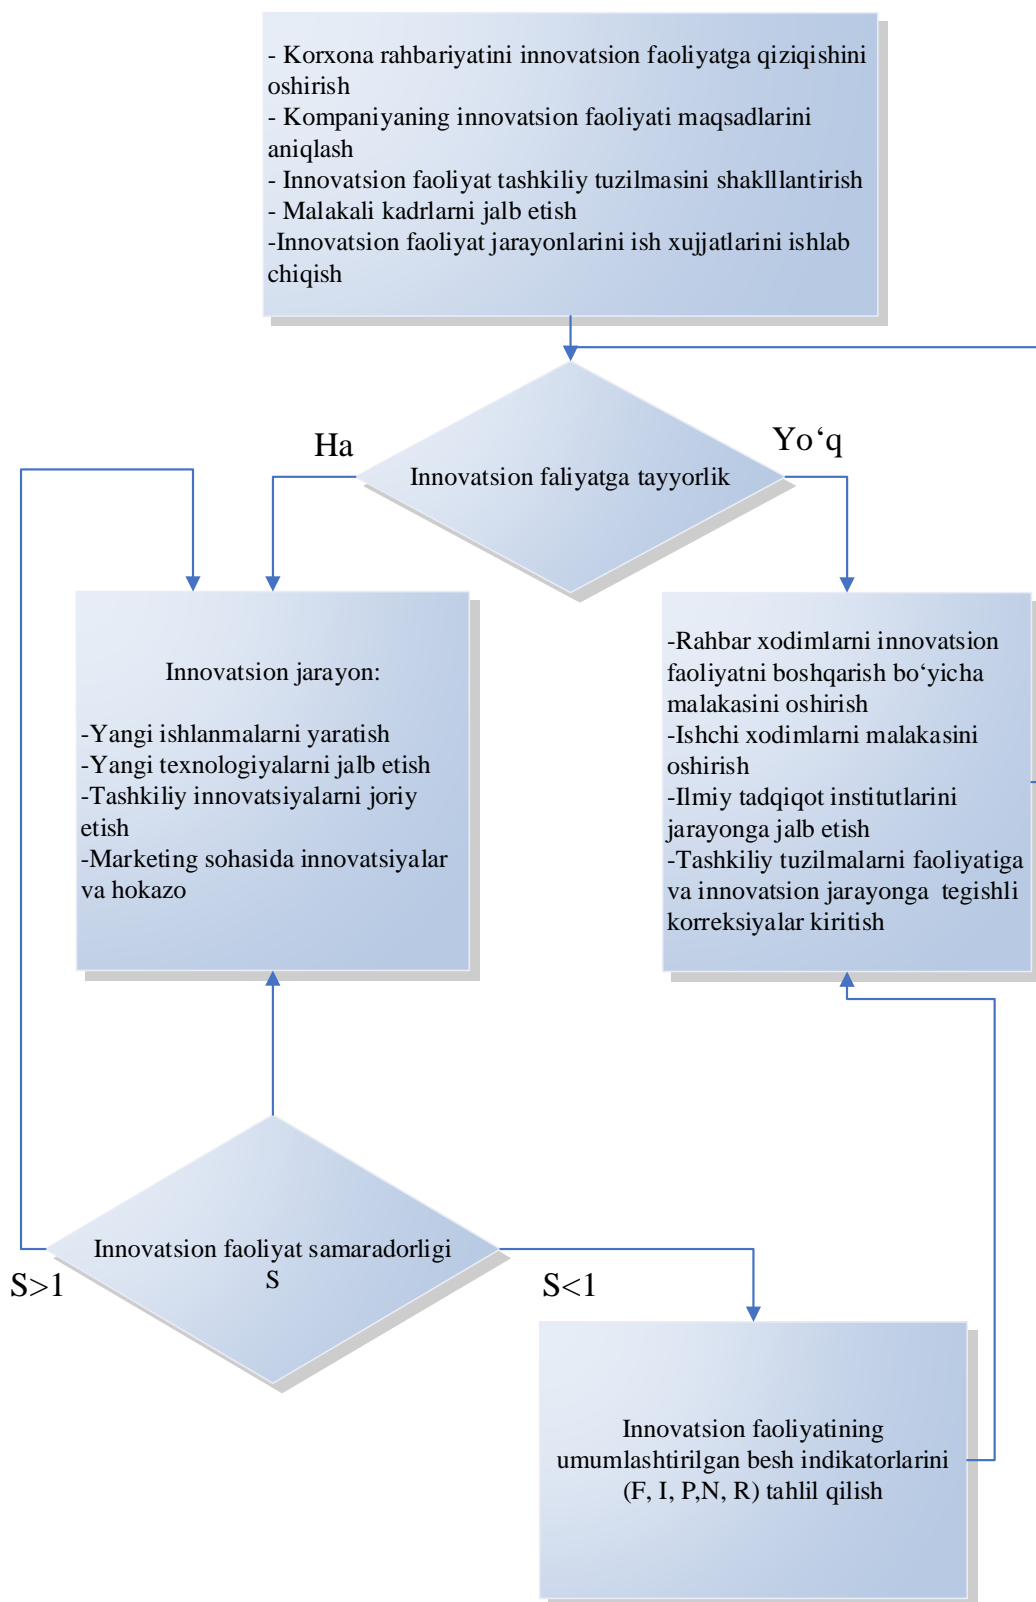 - Korxona rahbariyatini innovatsion faoliyatga qiziqishini
oshirish
- Kompaniyaning innovatsion faoliyati maqsadlarini
aniqlash
- Innovatsion faoliyat tashkiliy tuzilmasini shaklllantirish
- Malakali kadrlarni jalb etish
-Innovatsion faoliyat jarayonlarini ish xujjatlarini ishlab
chiqish
Ha
Yo‘q
Innovatsion faliyatga tayyorlik
Innovatsion jarayon:
-Yangi ishlanmalarni yaratish
-Yangi texnologiyalarni jalb etish
-Tashkiliy innovatsiyalarni joriy
etish
-Marketing sohasida innovatsiyalar
va hokazo
-Rahbar xodimlarni innovatsion
faoliyatni boshqarish bo‘yicha
malakasini oshirish
-Ishchi xodimlarni malakasini
oshirish
-Ilmiy tadqiqot institutlarini
jarayonga jalb etish
-Tashkiliy tuzilmalarni faoliyatiga
va innovatsion jarayonga  tegishli
korreksiyalar kiritish
Innovatsion faoliyat samaradorligi
S
S>1
S<1
Innovatsion faoliyatining
umumlashtirilgan besh indikatorlarini
(F, I, P,N, R) tahlil qilish